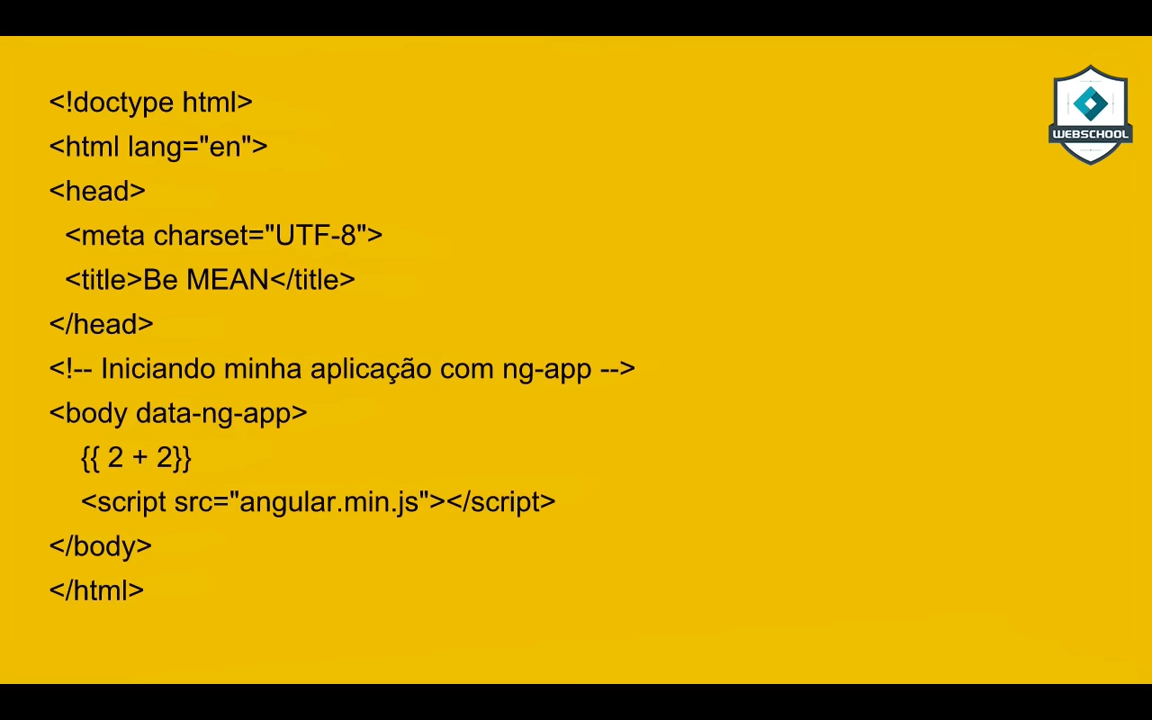 <!doctype html>
<html lang="en">
<head>
<meta charset="UTF-8">
<title>Be MEAN</title>
</head>
<!-- Iniciando minha aplicação com ng-app -->
<body data-ng-app>
{{ 2 + 2}}
<script src="angular.min.js"></script>
</body>
</html>
WEBSCHOOL